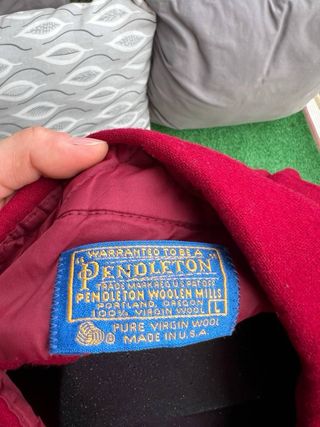 "WARRANTED TO BE A
PENDLETON"
TRADE MARK REG U.S. PAT OFF.
PENDLETON WOOLEN MILLS
PORTLAND, OREGON
100% VIRGIN WOOL L
® PURE VIRGIN WOOL
MADE IN U.S.A.